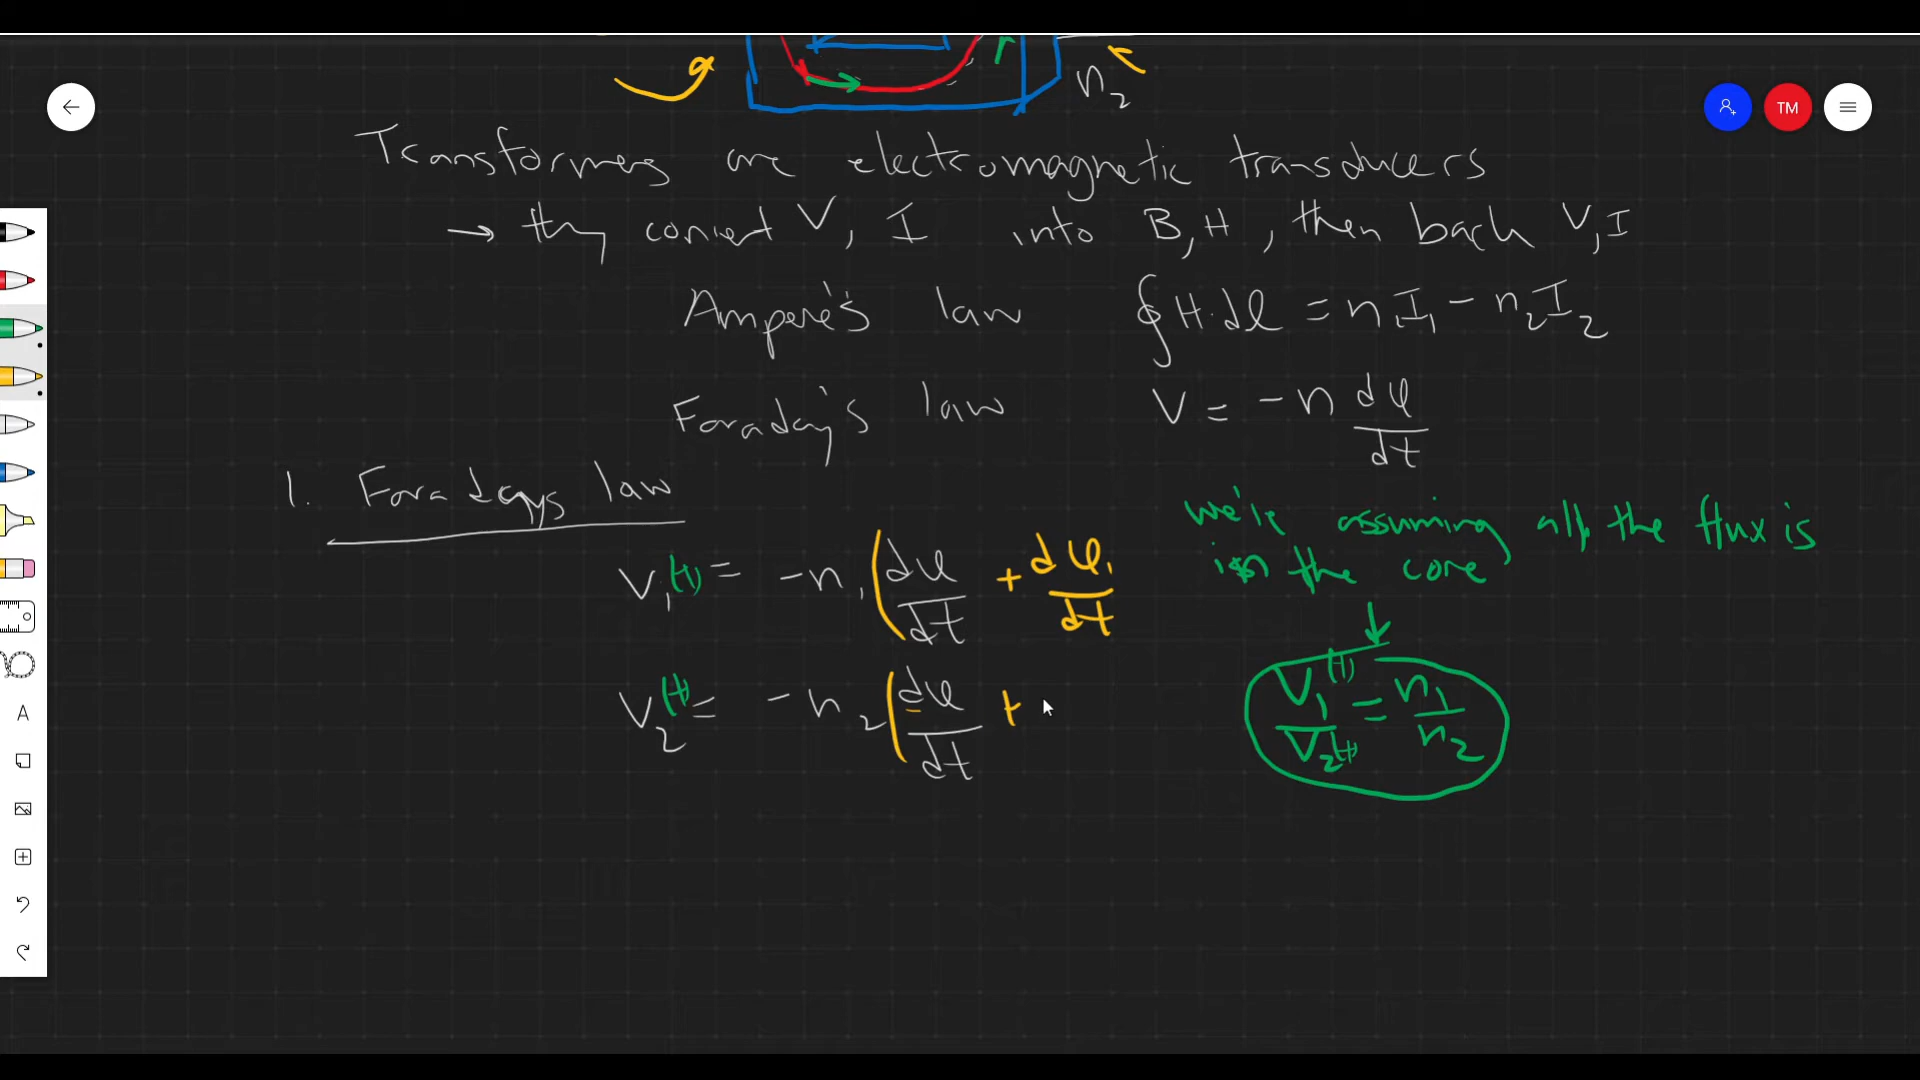 r
n₂
TM
Transformers are electromagnetic transducers
→ they convert V, I into B, H, then back V, I
Ampere's law ∮H·dl = n₁I₁ - n₂I₂
Faraday's law V = -n dφ/dt
1. Faradays law
we're assuming all the flux is
in the core
V₁(t) = -n₁(dφ/dt + dφ₁/dt
V₂(t) = -n₂(dφ/dt +
V₁(t)/V₂(t) = n₁/n₂
A